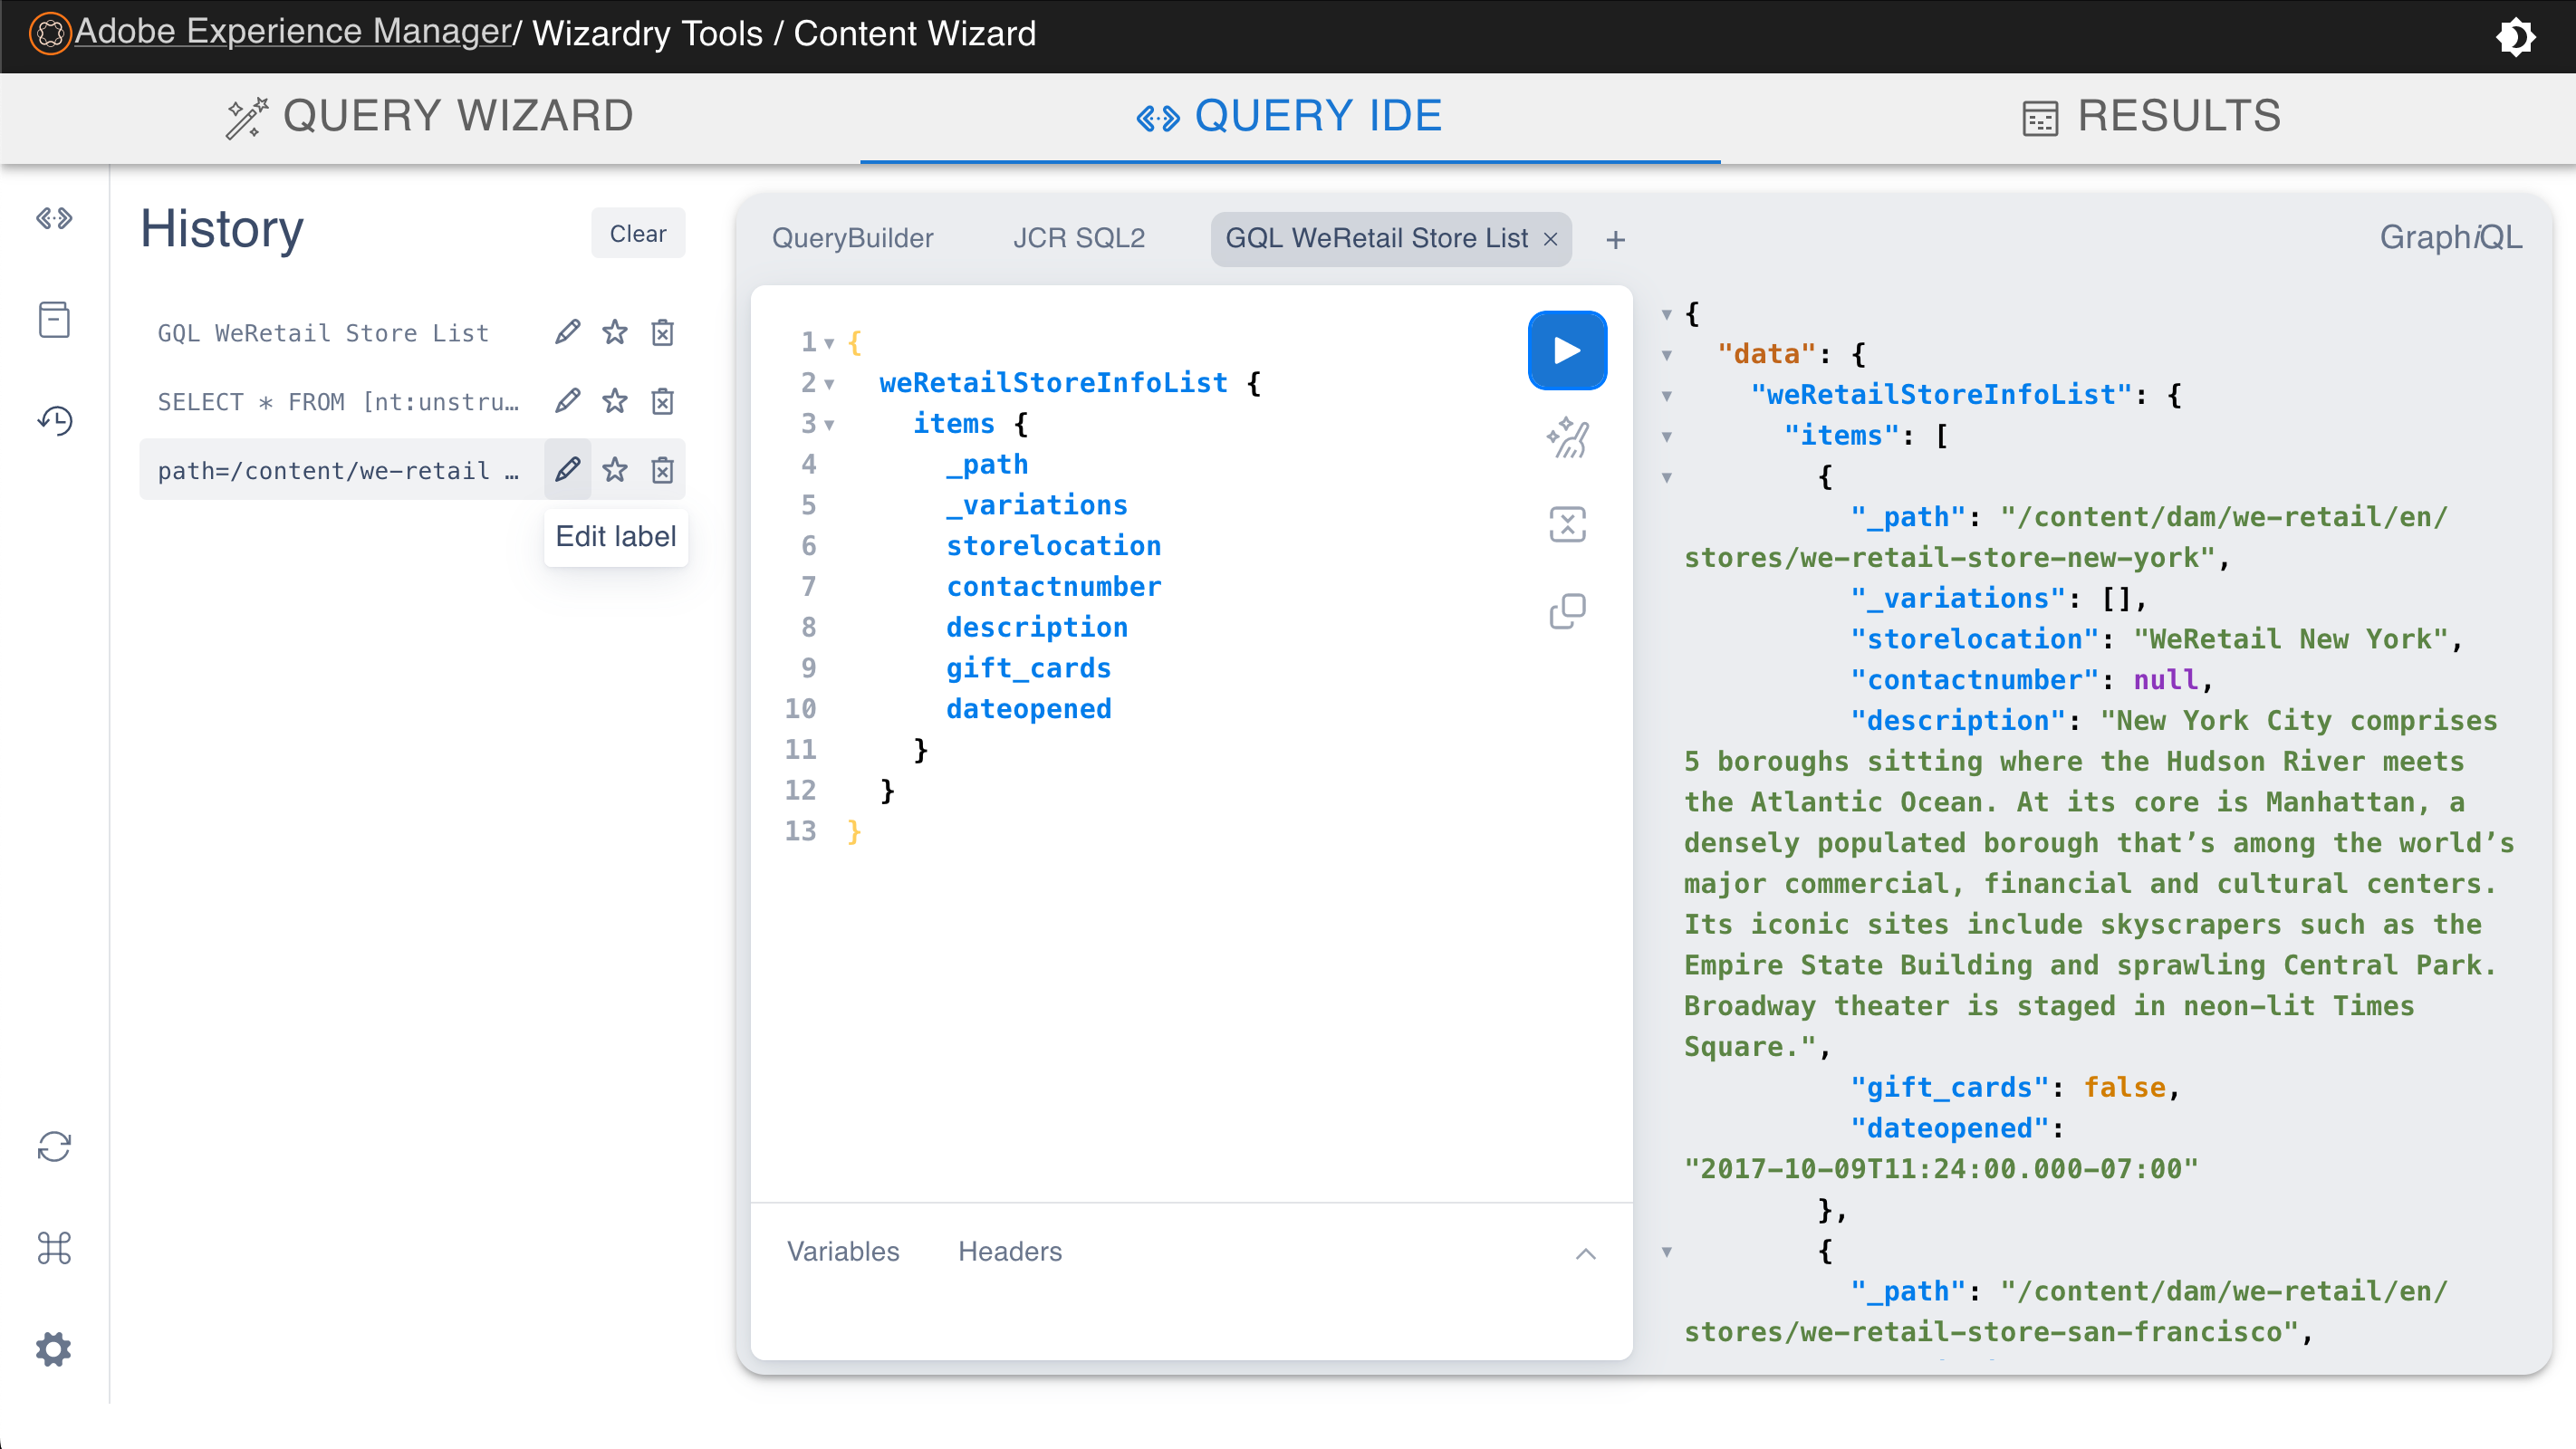 Adobe Experience Manager/ Wizardry Tools / Content Wizard
QUERY WIZARD
QUERY IDE
RESULTS
History
Clear
GQL WeRetail Store List
SELECT * FROM [nt:unstru…
path=/content/we-retail …
Edit label
QueryBuilder
JCR SQL2
GQL WeRetail Store List
GraphiQL
1 {
2 weRetailStoreInfoList {
3 items {
4 _path
5 _variations
6 storelocation
7 contactnumber
8 description
9 gift_cards
10 dateopened
11 }
12 }
13 }
Variables
Headers
{
"data": {
"weRetailStoreInfoList": {
"items": [
{
"_path": "/content/dam/we-retail/en/
stores/we-retail-store-new-york",
"_variations": [],
"storelocation": "WeRetail New York",
"contactnumber": null,
"description": "New York City comprises
5 boroughs sitting where the Hudson River meets
the Atlantic Ocean. At its core is Manhattan, a
densely populated borough that’s among the world’s
major commercial, financial and cultural centers.
Its iconic sites include skyscrapers such as the
Empire State Building and sprawling Central Park.
Broadway theater is staged in neon-lit Times
Square.",
"gift_cards": false,
"dateopened":
"2017-10-09T11:24:00.000-07:00"
},
{
"_path": "/content/dam/we-retail/en/
stores/we-retail-store-san-francisco",